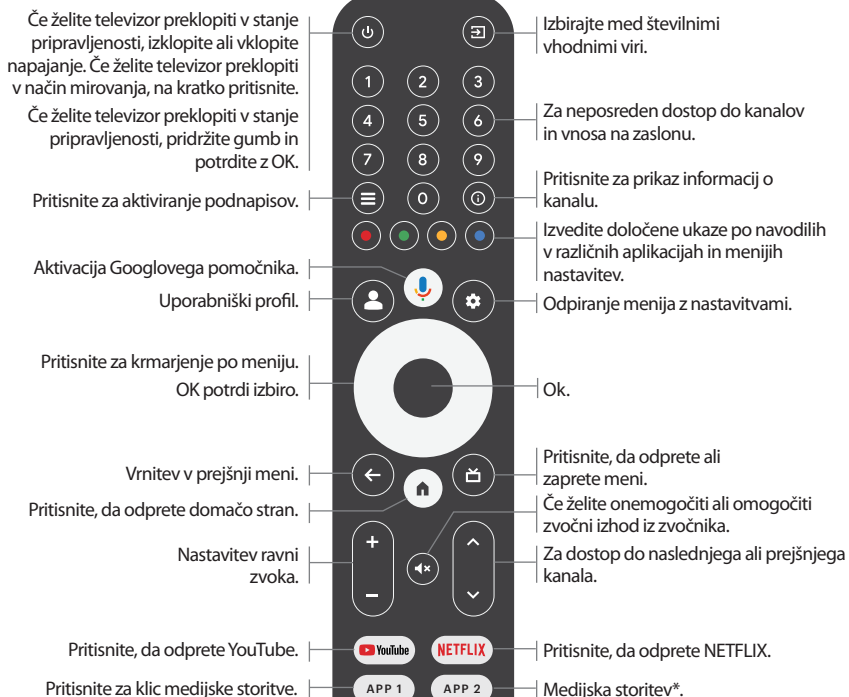 Če želite televizor preklopiti v stanje
pripravljenosti, izklopite ali vklopite
napajanje. Če želite televizor preklopiti
v način mirovanja, na kratko pritisnite.
Če želite televizor preklopiti v stanje
pripravljenosti, pridržite gumb in
potrdite z OK.
Pritisnite za aktiviranje podnapisov.
Aktivacija Googlovega pomočnika.
Uporabniški profil.
Pritisnite za krmarjenje po meniju.
OK potrdi izbiro.
Vrnitev v prejšnji meni.
Pritisnite, da odprete domačo stran.
Nastavitev ravni
zvoka.
Pritisnite, da odprete YouTube.
Pritisnite za klic medijske storitve.
1 2 3
4 5 6
7 8 9
0
YouTube NETFLIX
APP 1 APP 2
Izbirajte med številnimi
vhodnimi viri.
Za neposreden dostop do kanalov
in vnosa na zaslonu.
Pritisnite za prikaz informacij o
kanalu.
Izvedite določene ukaze po navodilih
v različnih aplikacijah in menijih
nastavitev.
Odpiranje menija z nastavitvami.
Ok.
Pritisnite, da odprete ali
zaprete meni.
Če želite onemogočiti ali omogočiti
zvočni izhod iz zvočnika.
Za dostop do naslednjega ali prejšnjega
kanala.
Pritisnite, da odprete NETFLIX.
Medijska storitev*.